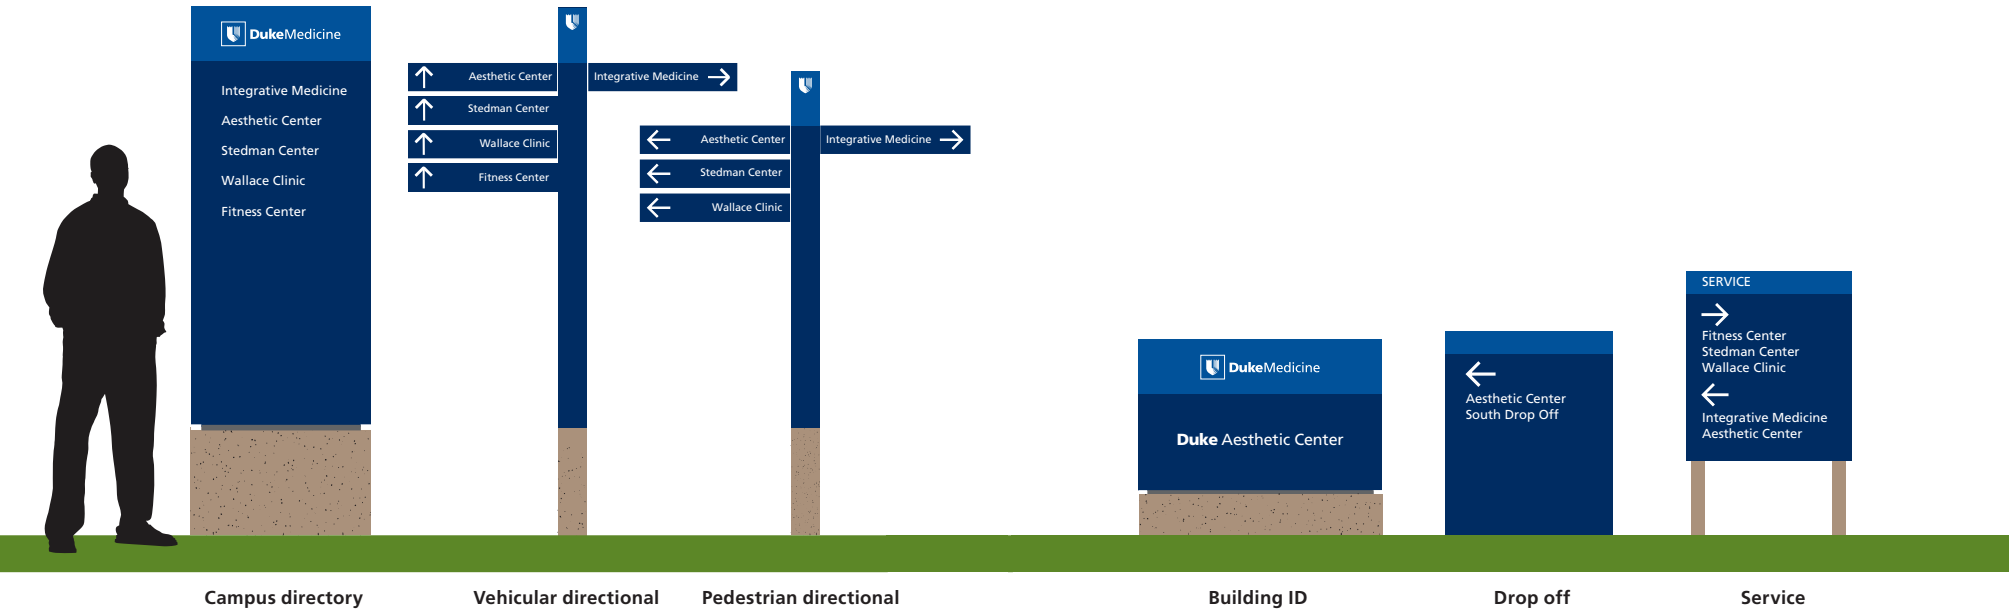 DukeMedicine
Integrative Medicine
Aesthetic Center
Stedman Center
Wallace Clinic
Fitness Center
Aesthetic Center
Stedman Center
Wallace Clinic
Fitness Center
Integrative Medicine
Aesthetic Center
Stedman Center
Wallace Clinic
Integrative Medicine
DukeMedicine
Duke Aesthetic Center
Aesthetic Center
South Drop Off
SERVICE
Fitness Center
Stedman Center
Wallace Clinic
Integrative Medicine
Aesthetic Center
Campus directory
Vehicular directional
Pedestrian directional
Building ID
Drop off
Service